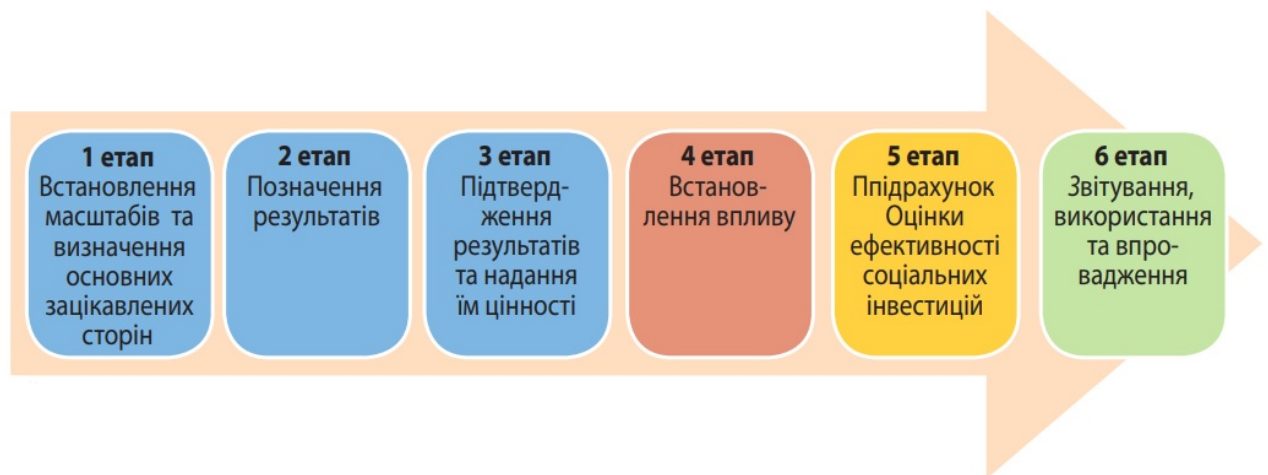 1 етап
Встановлення
масштабів та
визначення
основних
зацікавлених
сторін
2 етап
Позначення
результатів
3 етап
Підтверд-
ження
результатів
та надання
їм цінності
4 етап
Встанов-
лення впливу
5 етап
Ппідрахунок
Оцінки
ефективності
соціальних
інвестицій
6 етап
Звітування,
використання
та впро-
вадження